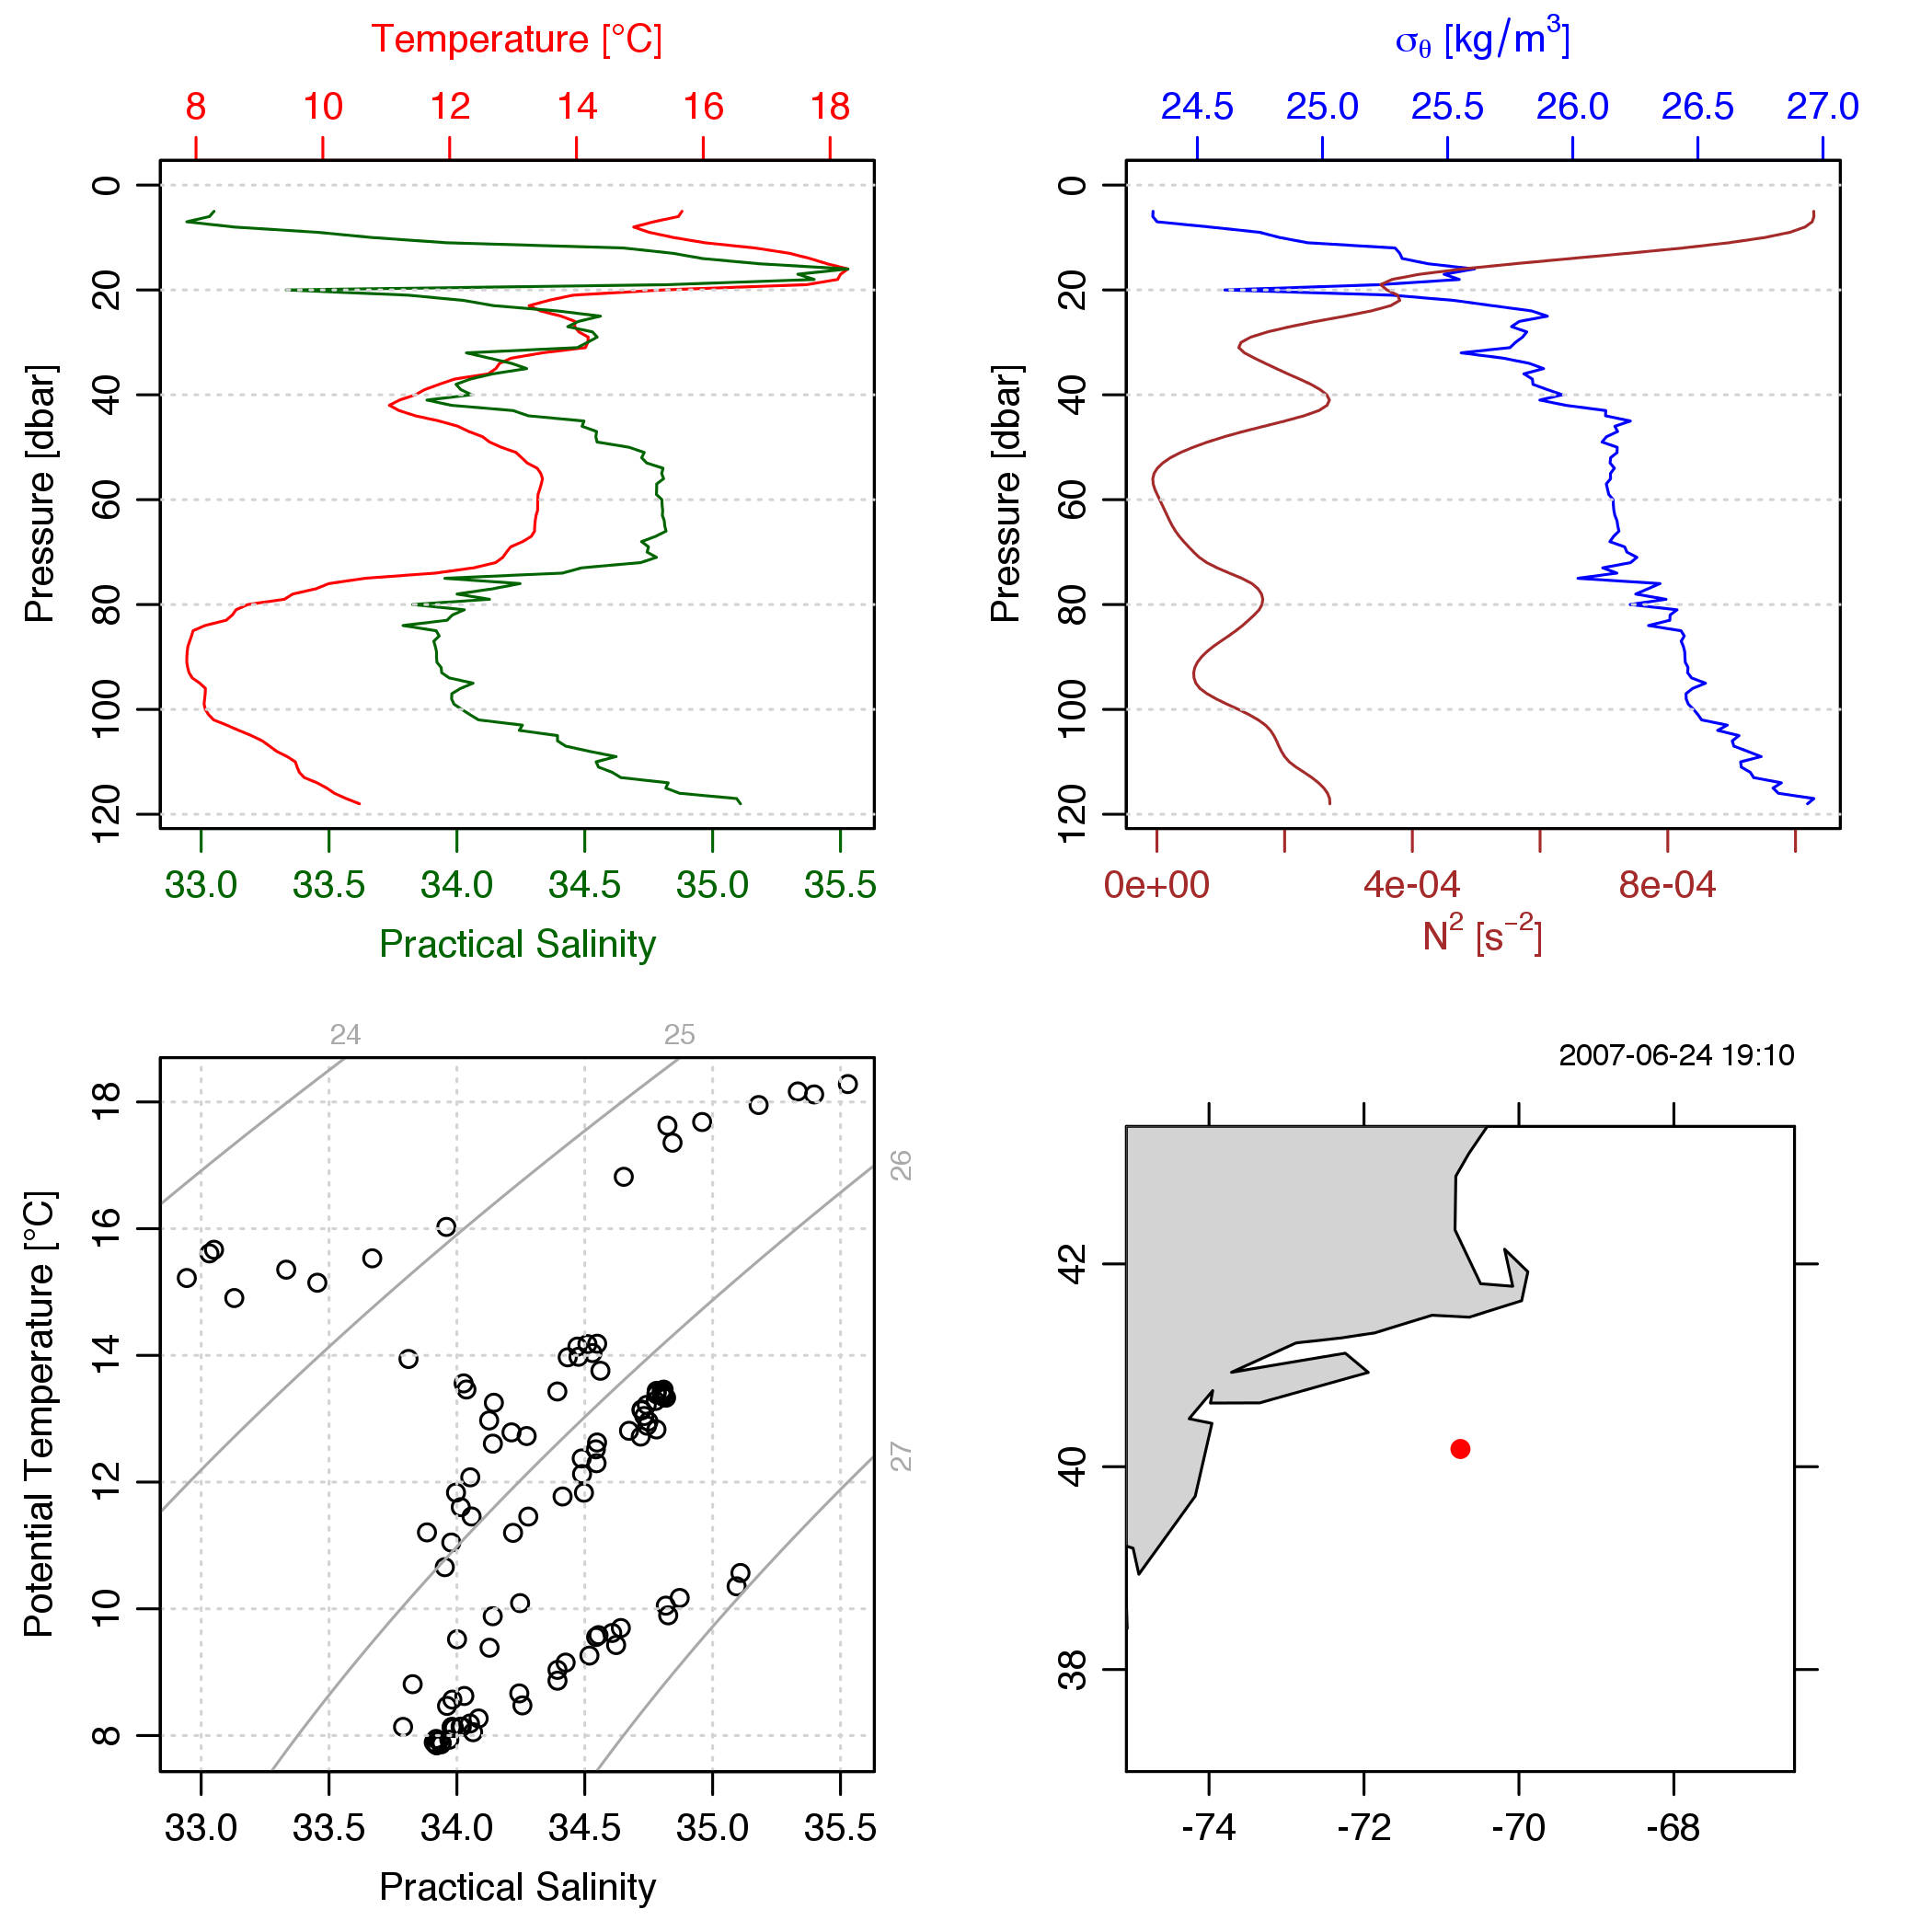 Temperature [°C]
8 10 12 14 16 18
0 20 40 60 80 100 120
Pressure [dbar]
33.0 33.5 34.0 34.5 35.0 35.5
Practical Salinity
σθ [kg/m3]
24.5 25.0 25.5 26.0 26.5 27.0
0 20 40 60 80 100 120
Pressure [dbar]
0e+00 4e-04 8e-04
N2 [s−2]
24 25
26
27
8 10 12 14 16 18
Potential Temperature [°C]
33.0 33.5 34.0 34.5 35.0 35.5
Practical Salinity
2007-06-24 19:10
42
40
38
-74 -72 -70 -68